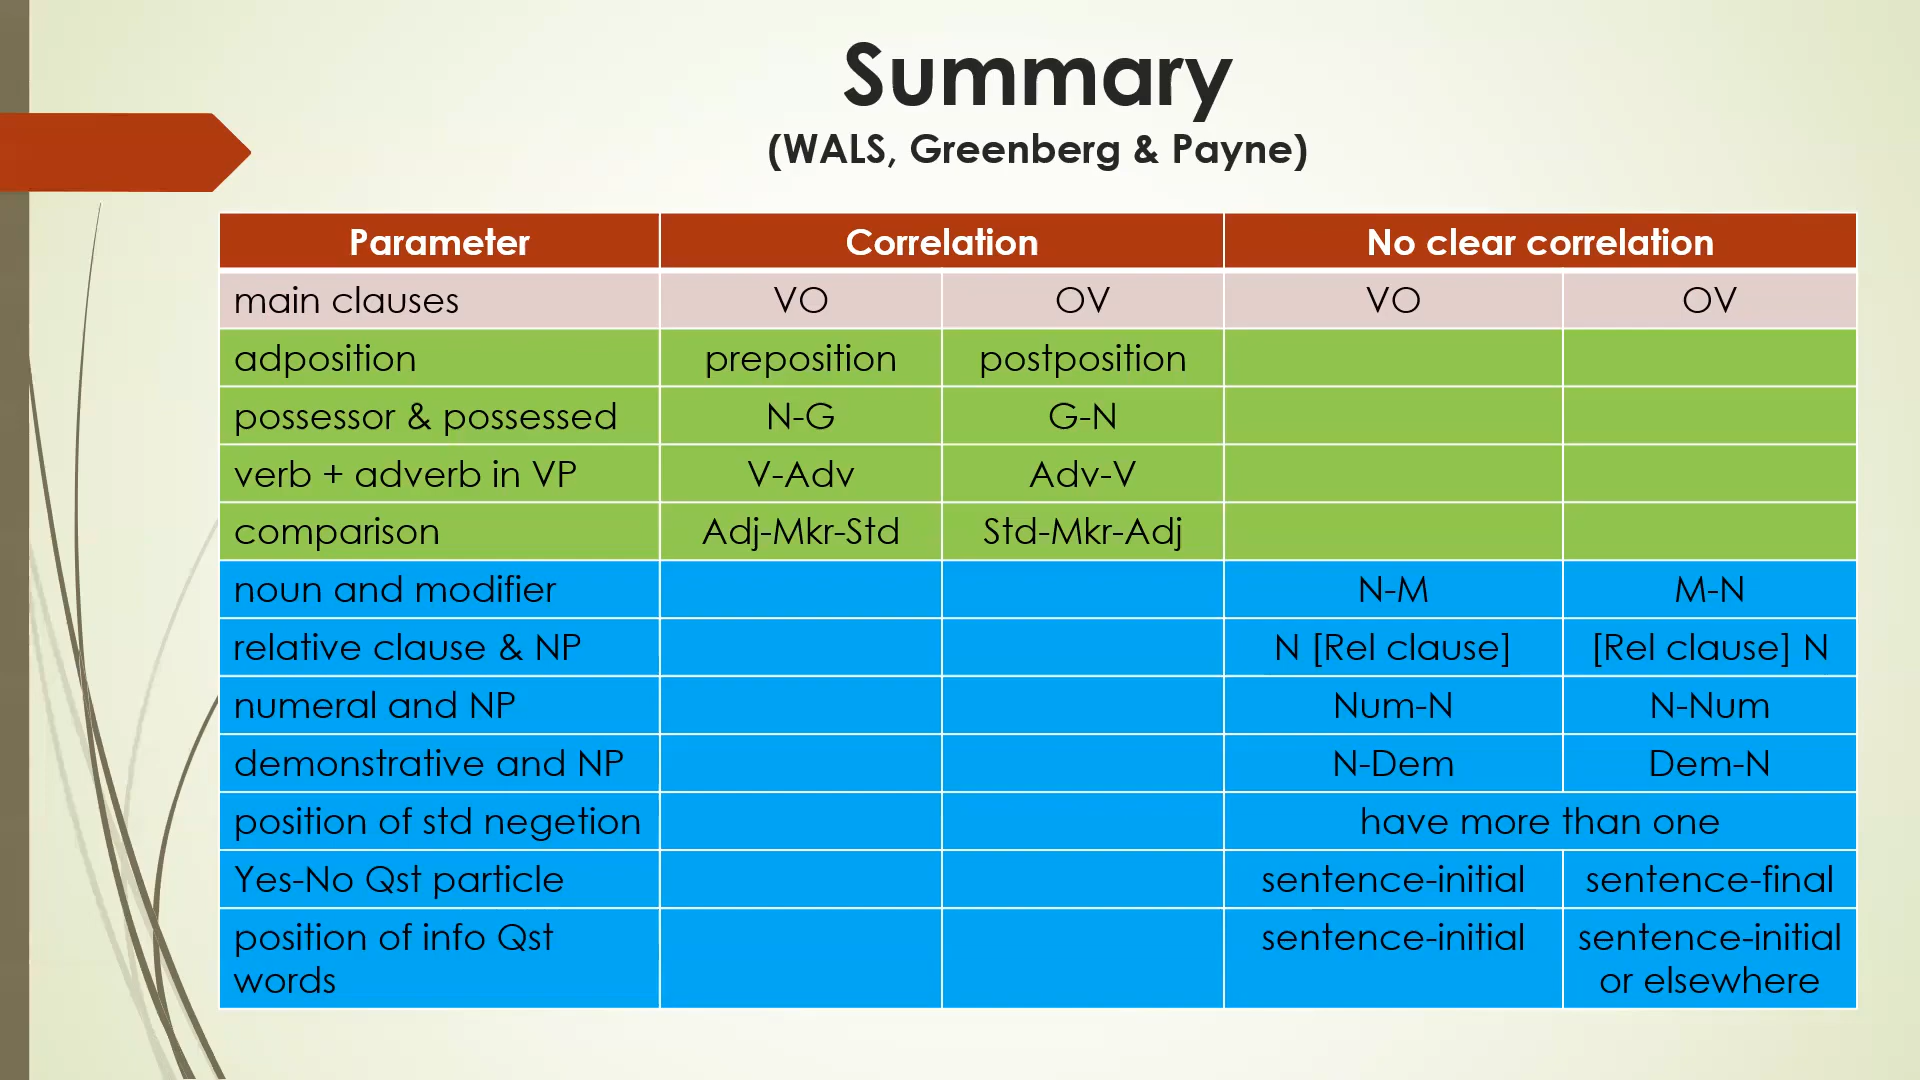 Summary
(WALS, Greenberg & Payne)
Parameter Correlation No clear correlation
main clauses VO OV VO OV
adposition preposition postposition
possessor & possessed N-G G-N
verb + adverb in VP V-Adv Adv-V
comparison Adj-Mkr-Std Std-Mkr-Adj
noun and modifier N-M M-N
relative clause & NP N [Rel clause] [Rel clause] N
numeral and NP Num-N N-Num
demonstrative and NP N-Dem Dem-N
position of std negetion have more than one
Yes-No Qst particle sentence-initial sentence-final
position of info Qst sentence-initial sentence-initial
words or elsewhere